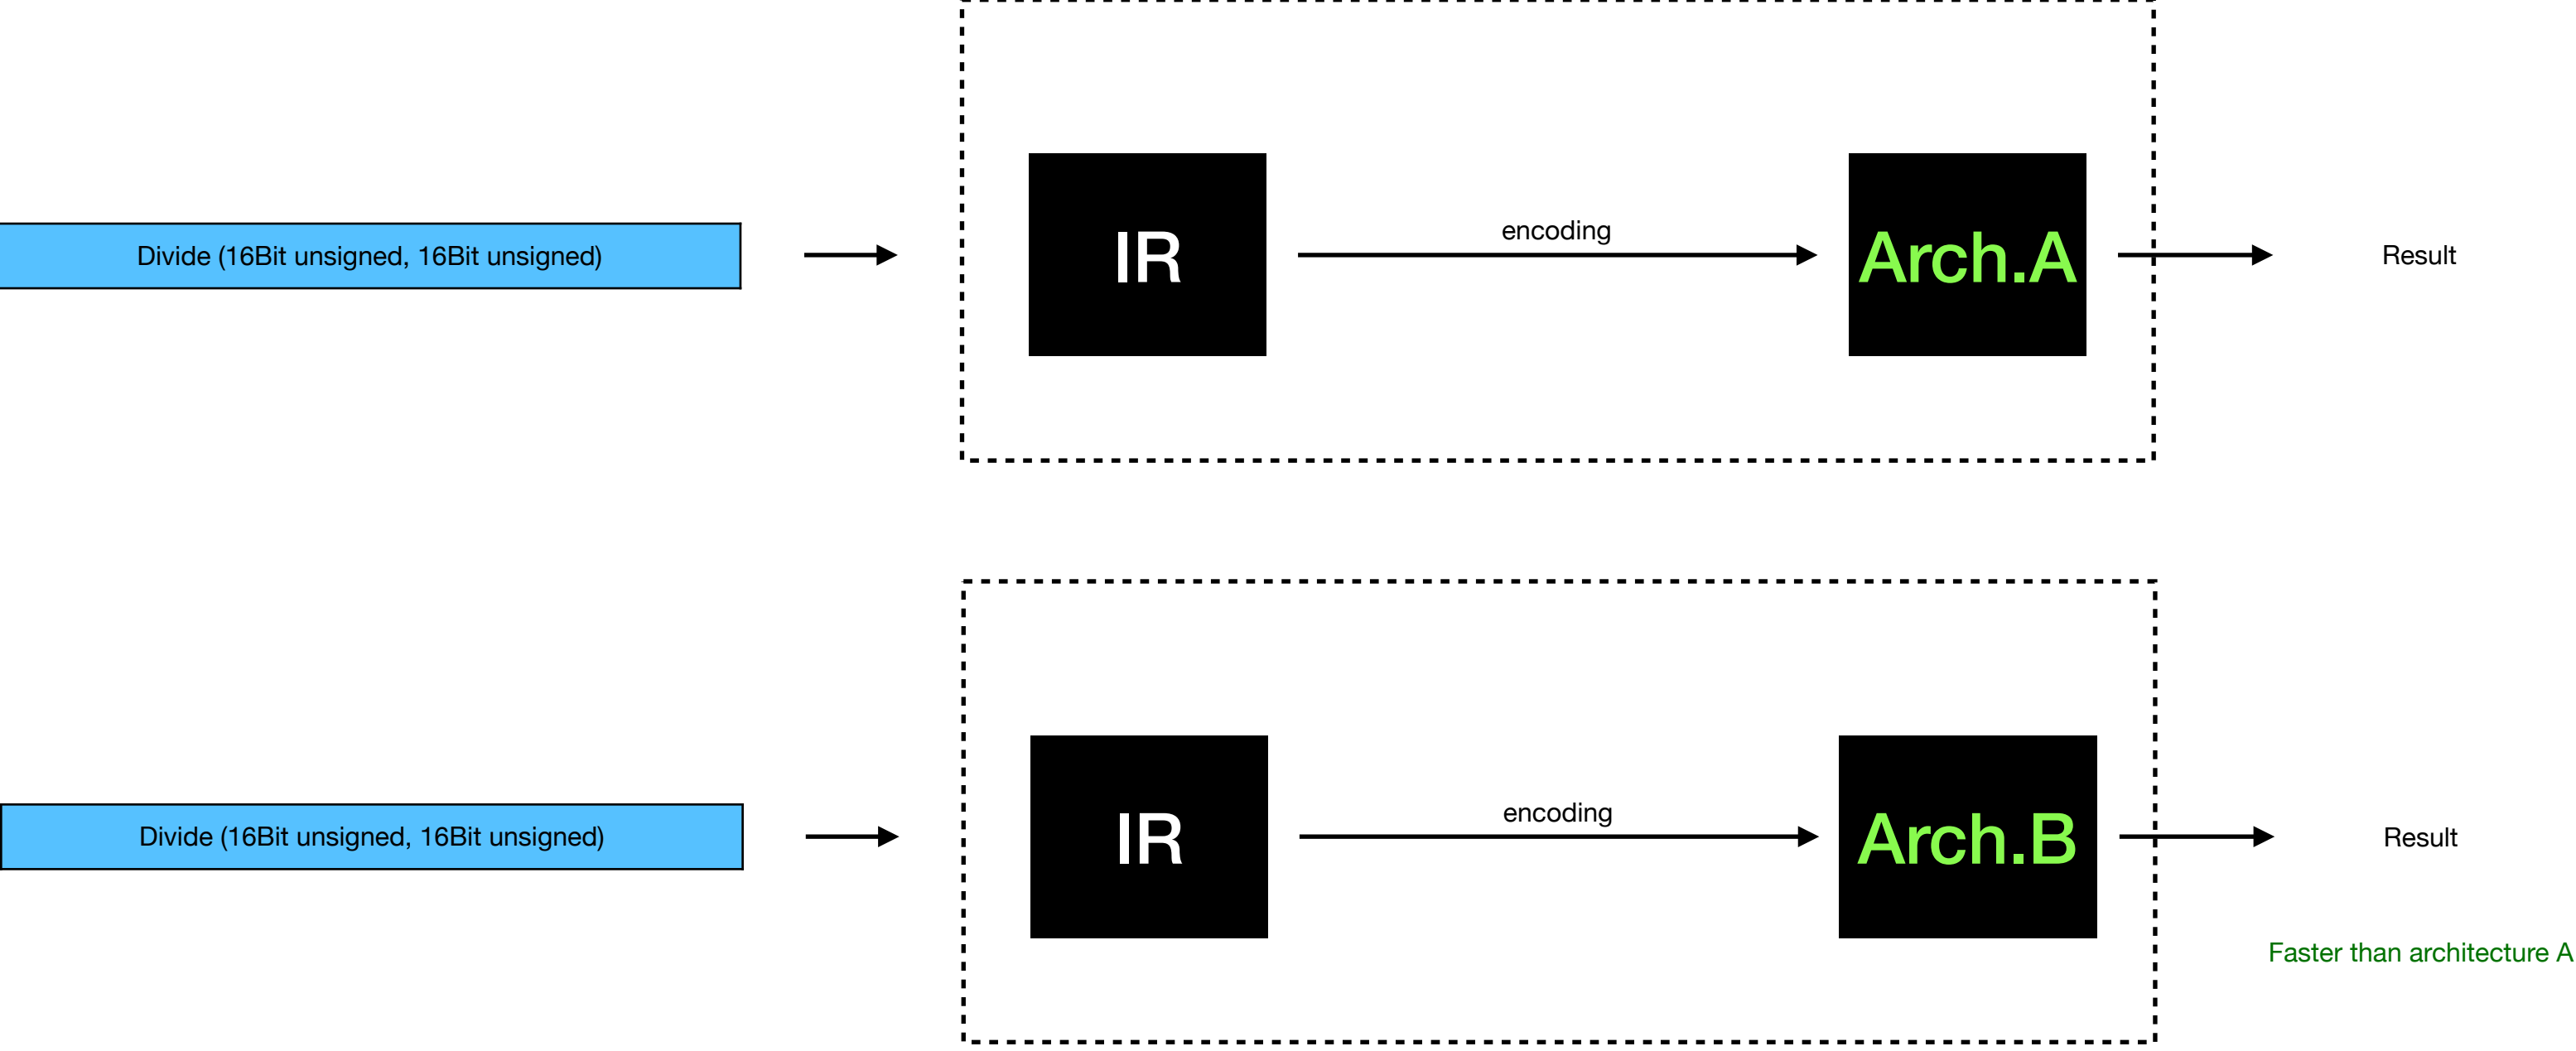 Divide (16Bit unsigned, 16Bit unsigned)
IR
encoding
Arch.A
Result
Divide (16Bit unsigned, 16Bit unsigned)
IR
encoding
Arch.B
Result
Faster than architecture A